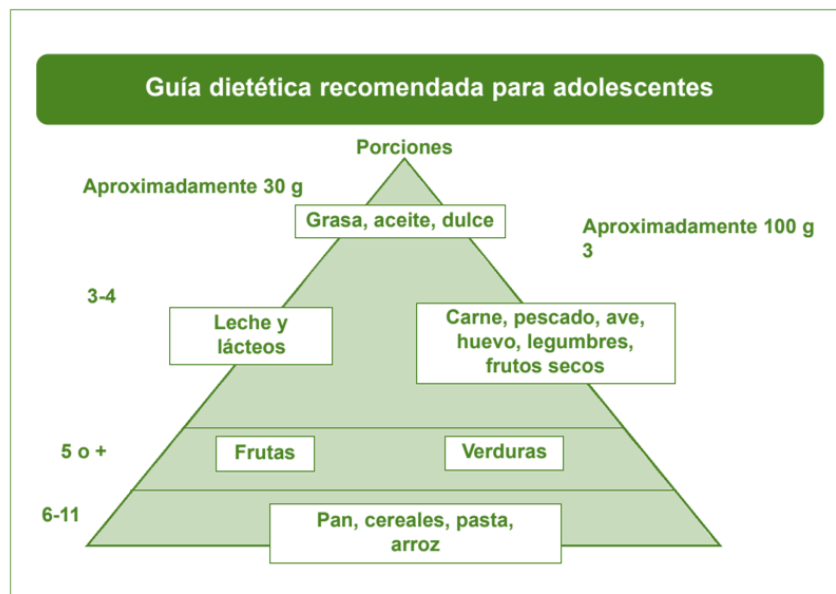 Guía dietética recomendada para adolescentes
Porciones
Aproximadamente 30 g
Grasa, aceite, dulce
Aproximadamente 100 g
3
3-4
Leche y
lácteos
Carne, pescado, ave,
huevo, legumbres,
frutos secos
5 o +
Frutas
Verduras
6-11
Pan, cereales, pasta,
arroz